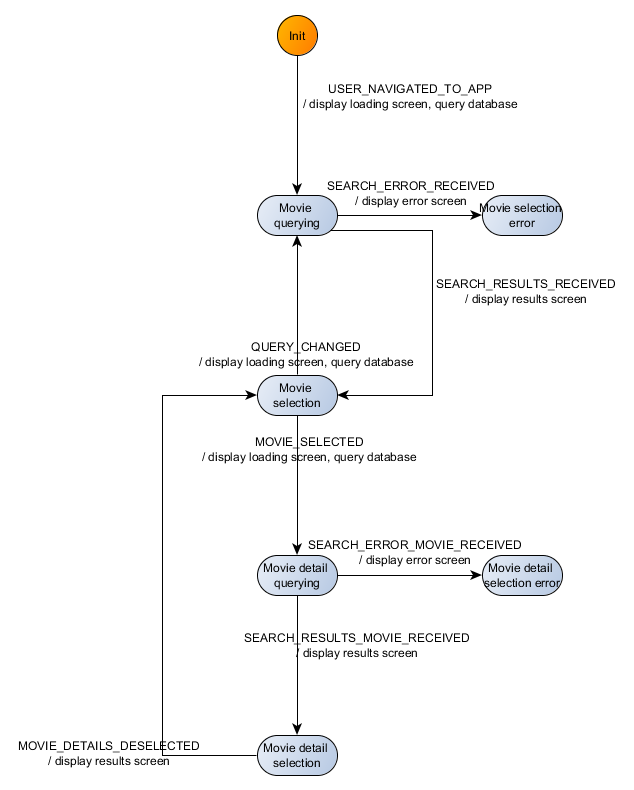 Init
USER_NAVIGATED_TO_APP
/ display loading screen, query database
SEARCH_ERROR_RECEIVED
/ display error screen
Movie
querying
Movie selection
error
SEARCH_RESULTS_RECEIVED
/ display results screen
QUERY_CHANGED
/ display loading screen, query database
Movie
selection
MOVIE_SELECTED
/ display loading screen, query database
SEARCH_ERROR_MOVIE_RECEIVED
/ display error screen
Movie detail
querying
Movie detail
selection error
SEARCH_RESULTS_MOVIE_RECEIVED
/ display results screen
MOVIE_DETAILS_DESELECTED
/ display results screen
Movie detail
selection